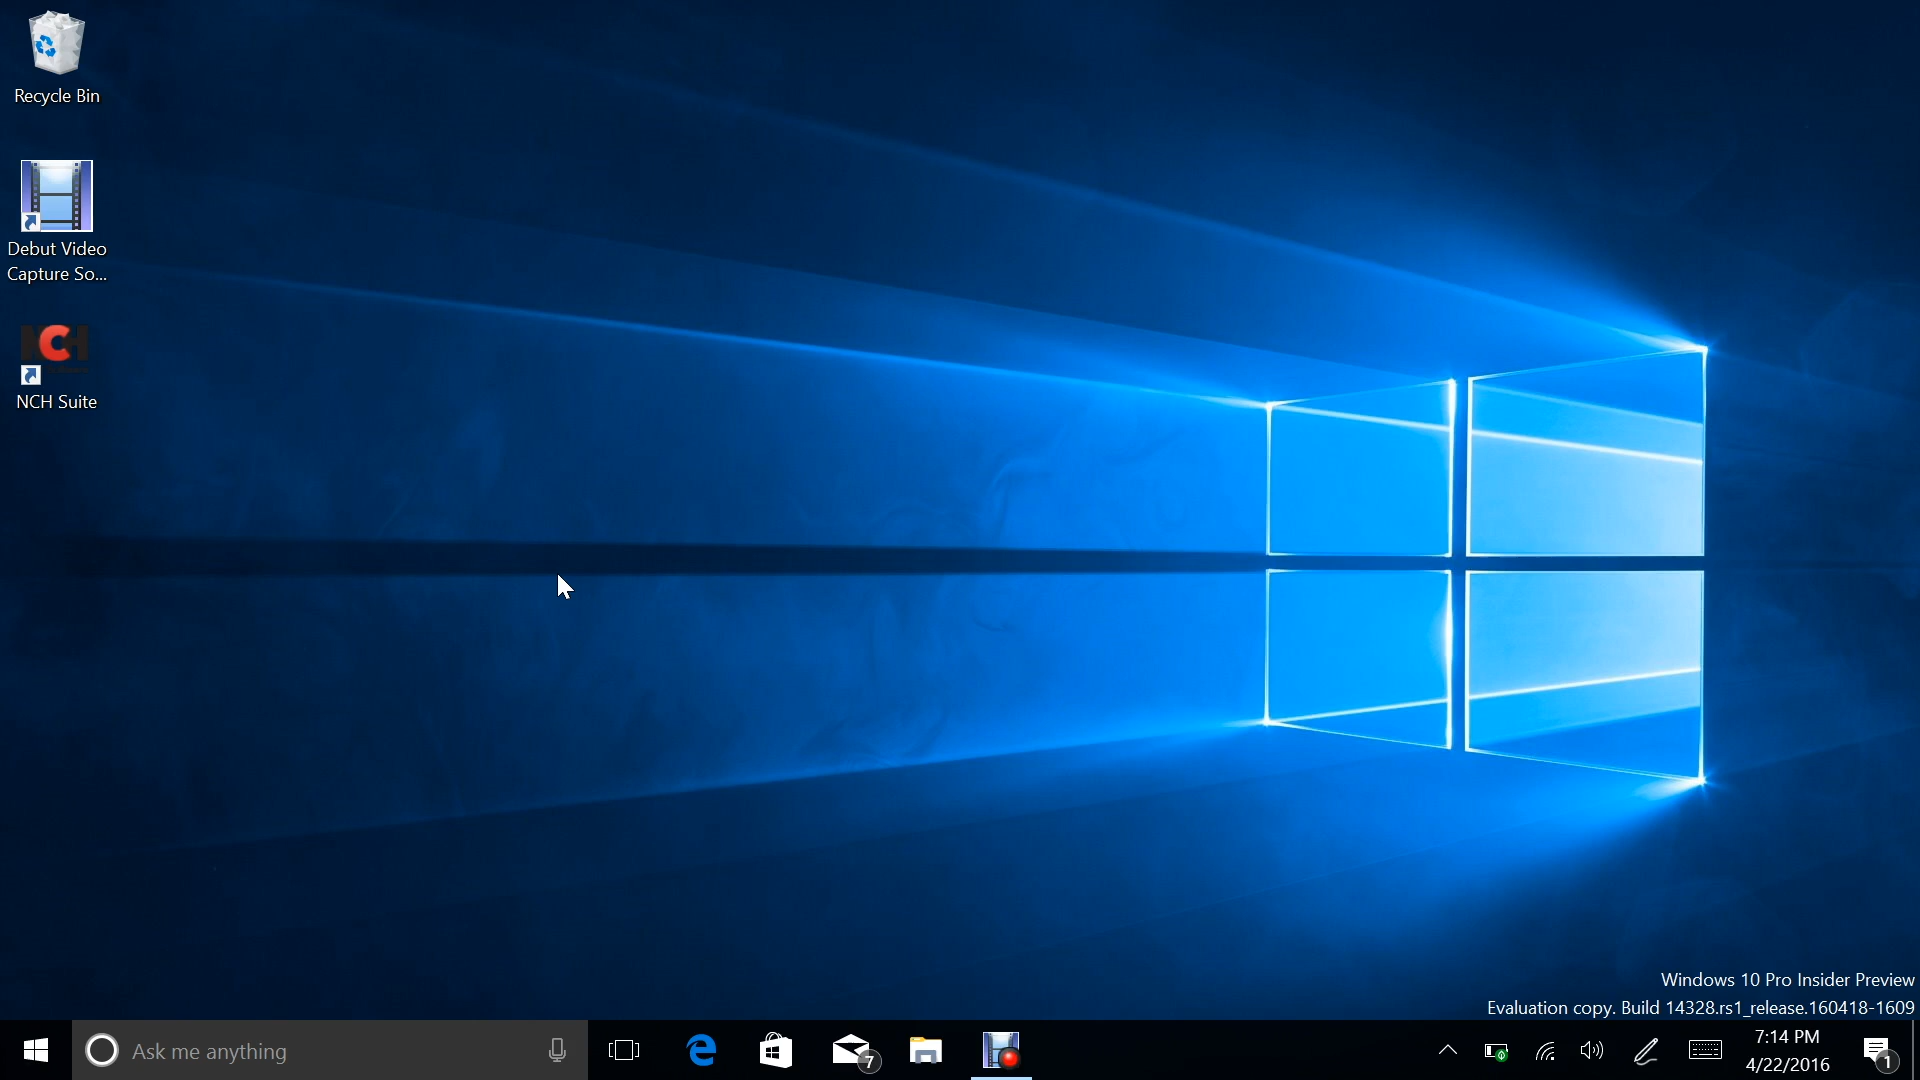 Recycle Bin
Debut Video
Capture So...
NCH
NCH Suite
Windows 10 Pro Insider Preview
Evaluation copy. Build 14328.rs1_release.160418-1609
Ask me anything
7
7:14 PM
4/22/2016
1